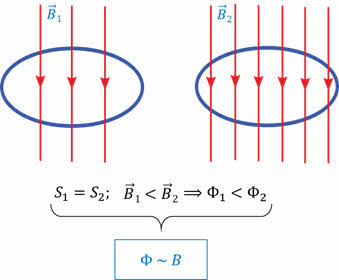 B⃗₁ B⃗₂
S₁ = S₂; B⃗₁ < B⃗₂ ⟹ Φ₁ < Φ₂
Φ ~ B